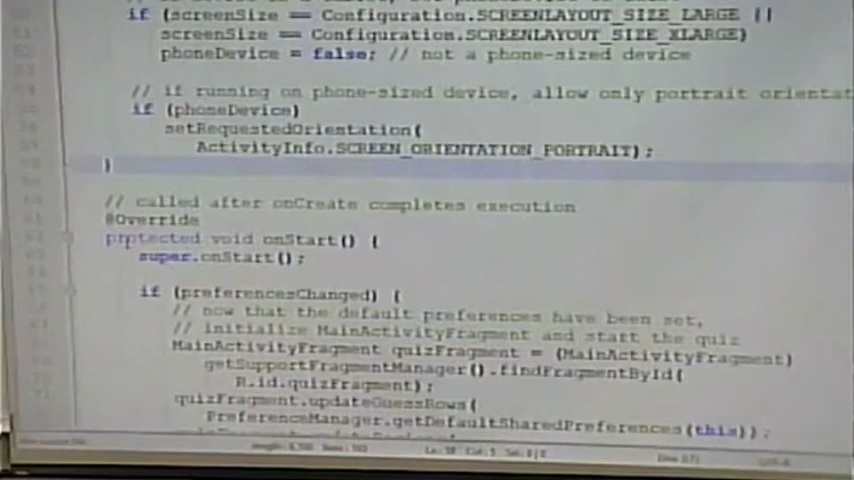 if (screenSize == Configuration.SCREENLAYOUT_SIZE_LARGE ||
screenSize == Configuration.SCREENLAYOUT_SIZE_XLARGE)
phoneDevice = false; // not a phone-sized device
// if running on phone-sized device, allow only portrait orientat
if (phoneDevice)
setRequestedOrientation(
ActivityInfo.SCREEN_ORIENTATION_PORTRAIT);
}
// called after onCreate completes execution
@Override
protected void onStart() {
super.onStart();
if (preferencesChanged) {
// now that the default preferences have been set,
// initialize MainActivityFragment and start the quiz
MainActivityFragment quizFragment = (MainActivityFragment)
getSupportFragmentManager().findFragmentById(
R.id.quizFragment);
quizFragment.updateGuessRows(
PreferenceManager.getDefaultSharedPreferences(this));